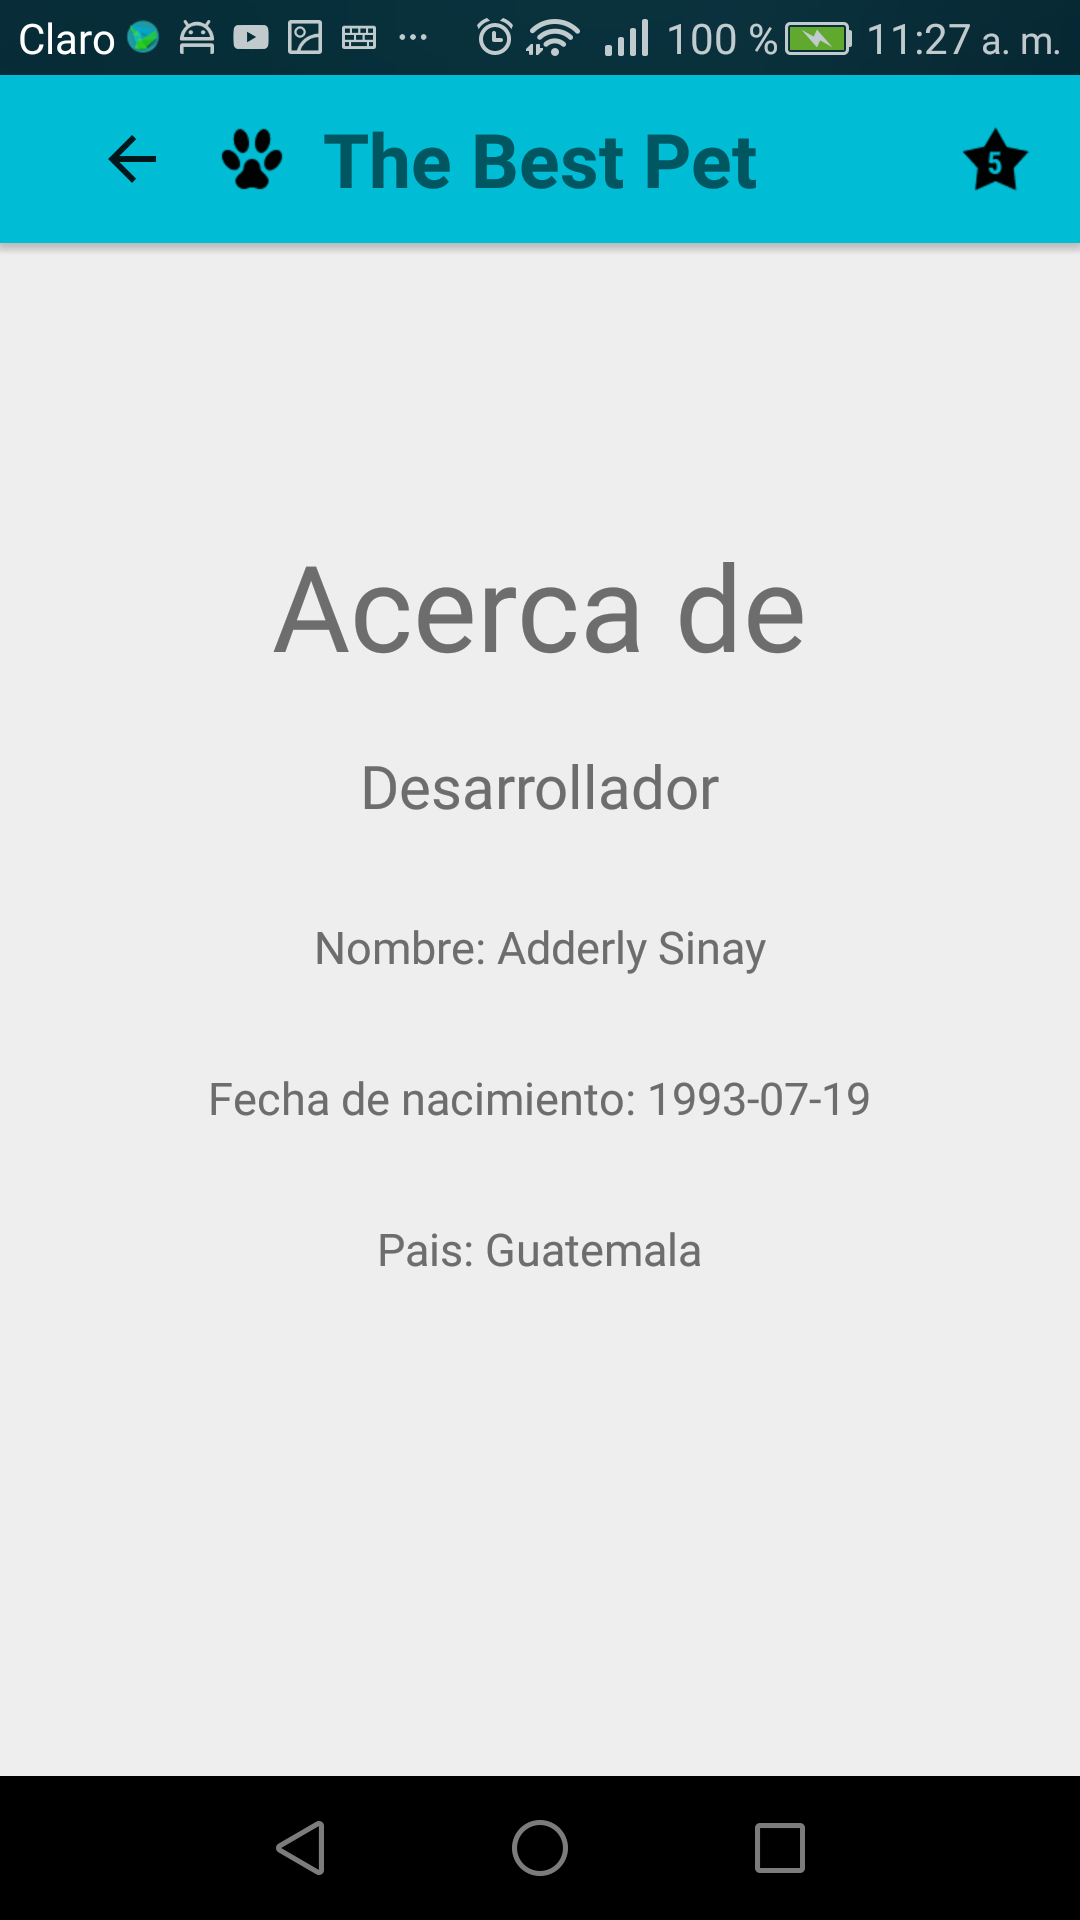 Claro 100 % 11:27 a. m.
The Best Pet 5
Acerca de
Desarrollador
Nombre: Adderly Sinay
Fecha de nacimiento: 1993-07-19
Pais: Guatemala